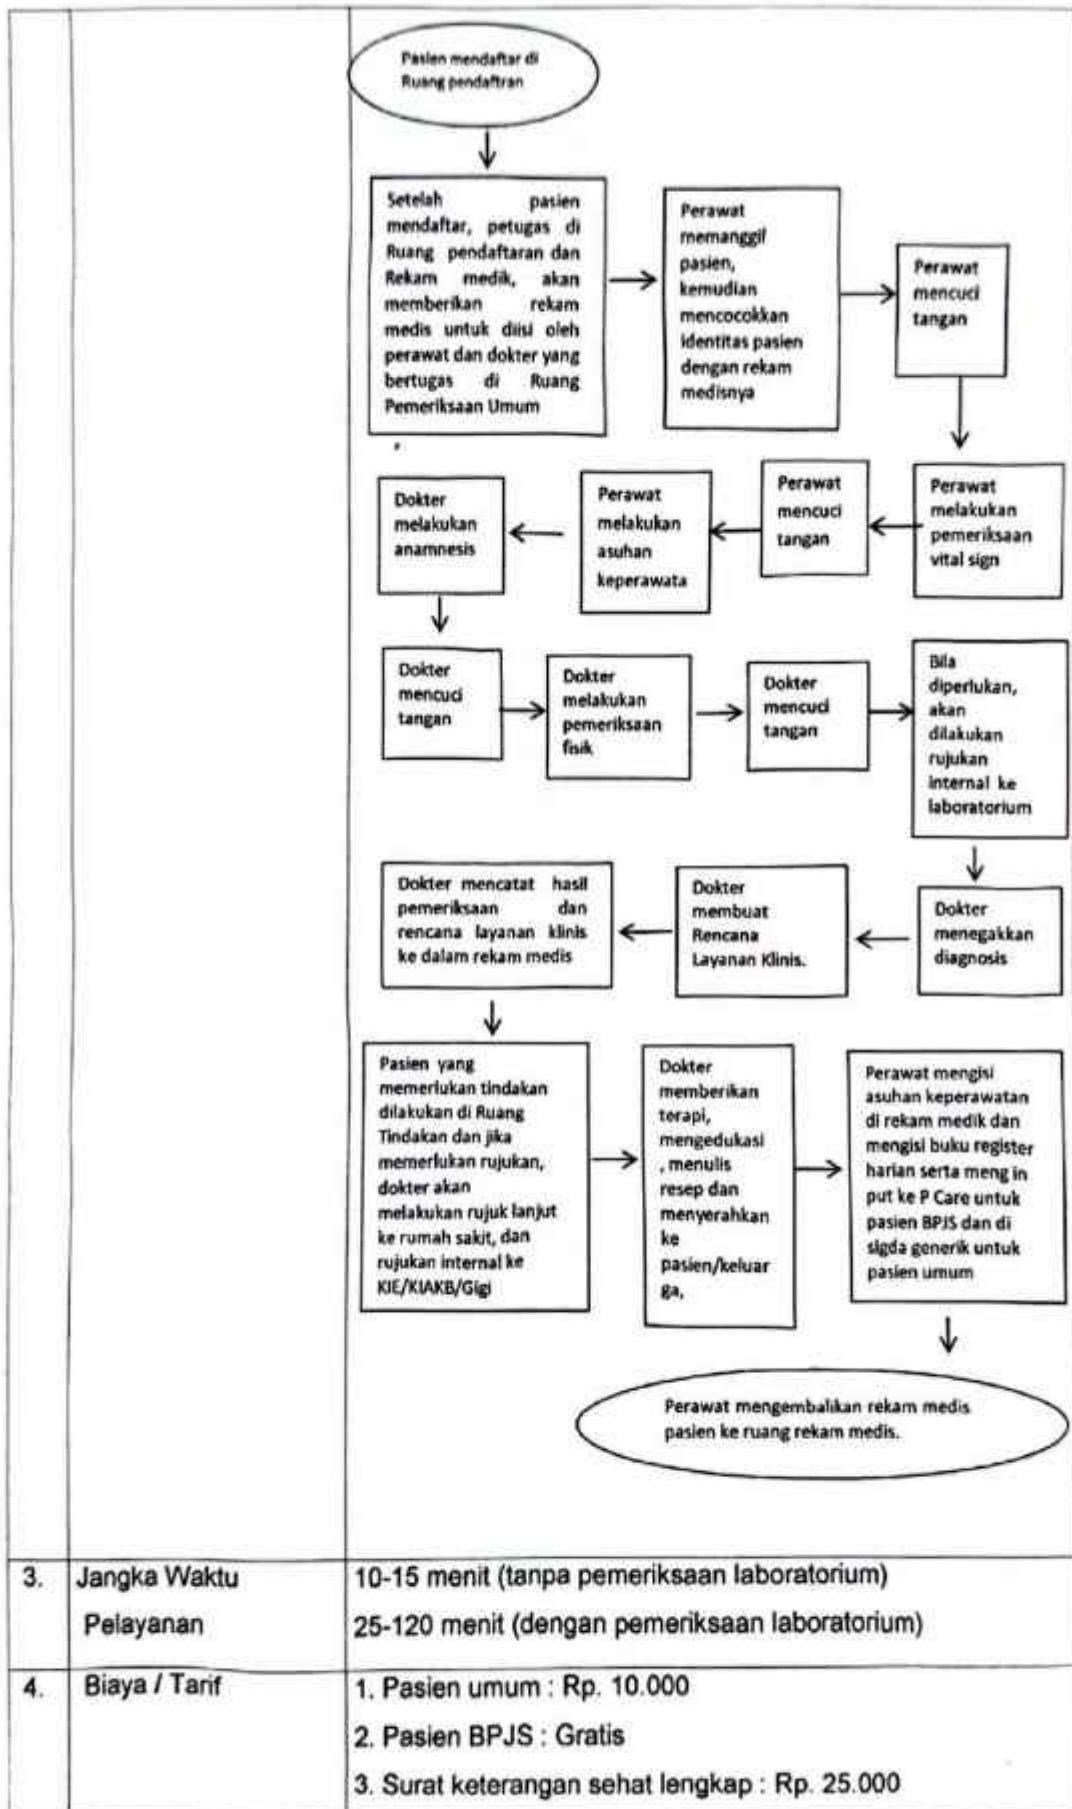 Pasien mendaftar di
Ruang pendaftran
Setelah pasien
mendaftar, petugas di
Ruang pendaftaran dan
Rekam medik, akan
memberikan rekam
medis untuk diisi oleh
perawat dan dokter yang
bertugas di Ruang
Pemeriksaan Umum
Perawat
memanggil
pasien,
kemudian
mencocokkan
identitas pasien
dengan rekam
medisnya
Perawat
mencuci
tangan
Perawat
melakukan
pemeriksaan
vital sign
Perawat
mencuci
tangan
Perawat
melakukan
asuhan
keperawata
Dokter
melakukan
anamnesis
Dokter
mencuci
tangan
Dokter
melakukan
pemeriksaan
fisik
Dokter
mencuci
tangan
Bila
diperlukan,
akan
dilakukan
rujukan
internal ke
laboratorium
Dokter
menegakkan
diagnosis
Dokter
membuat
Rencana
Layanan Klinis.
Dokter mencatat hasil
pemeriksaan dan
rencana layanan klinis
ke dalam rekam medis
Pasien yang
memerlukan tindakan
dilakukan di Ruang
Tindakan dan jika
memerlukan rujukan,
dokter akan
melakukan rujuk lanjut
ke rumah sakit, dan
rujukan internal ke
KIE/KIAKB/Gigi
Dokter
memberikan
terapi,
mengedukasi
, menulis
resep dan
menyerahkan
ke
pasien/keluar
ga,
Perawat mengisi
asuhan keperawatan
di rekam medik dan
mengisi buku register
harian serta meng in
put ke P Care untuk
pasien BPJS dan di
sigda generik untuk
pasien umum
Perawat mengembalikan rekam medis
pasien ke ruang rekam medis.
3. Jangka Waktu 10-15 menit (tanpa pemeriksaan laboratorium)
Pelayanan 25-120 menit (dengan pemeriksaan laboratorium)
4. Biaya / Tarif 1. Pasien umum : Rp. 10.000
2. Pasien BPJS : Gratis
3. Surat keterangan sehat lengkap : Rp. 25.000